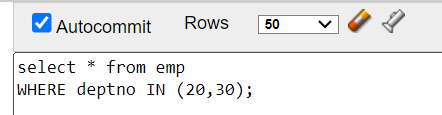 Autocommit Rows 50
select * from emp
WHERE deptno IN (20,30);